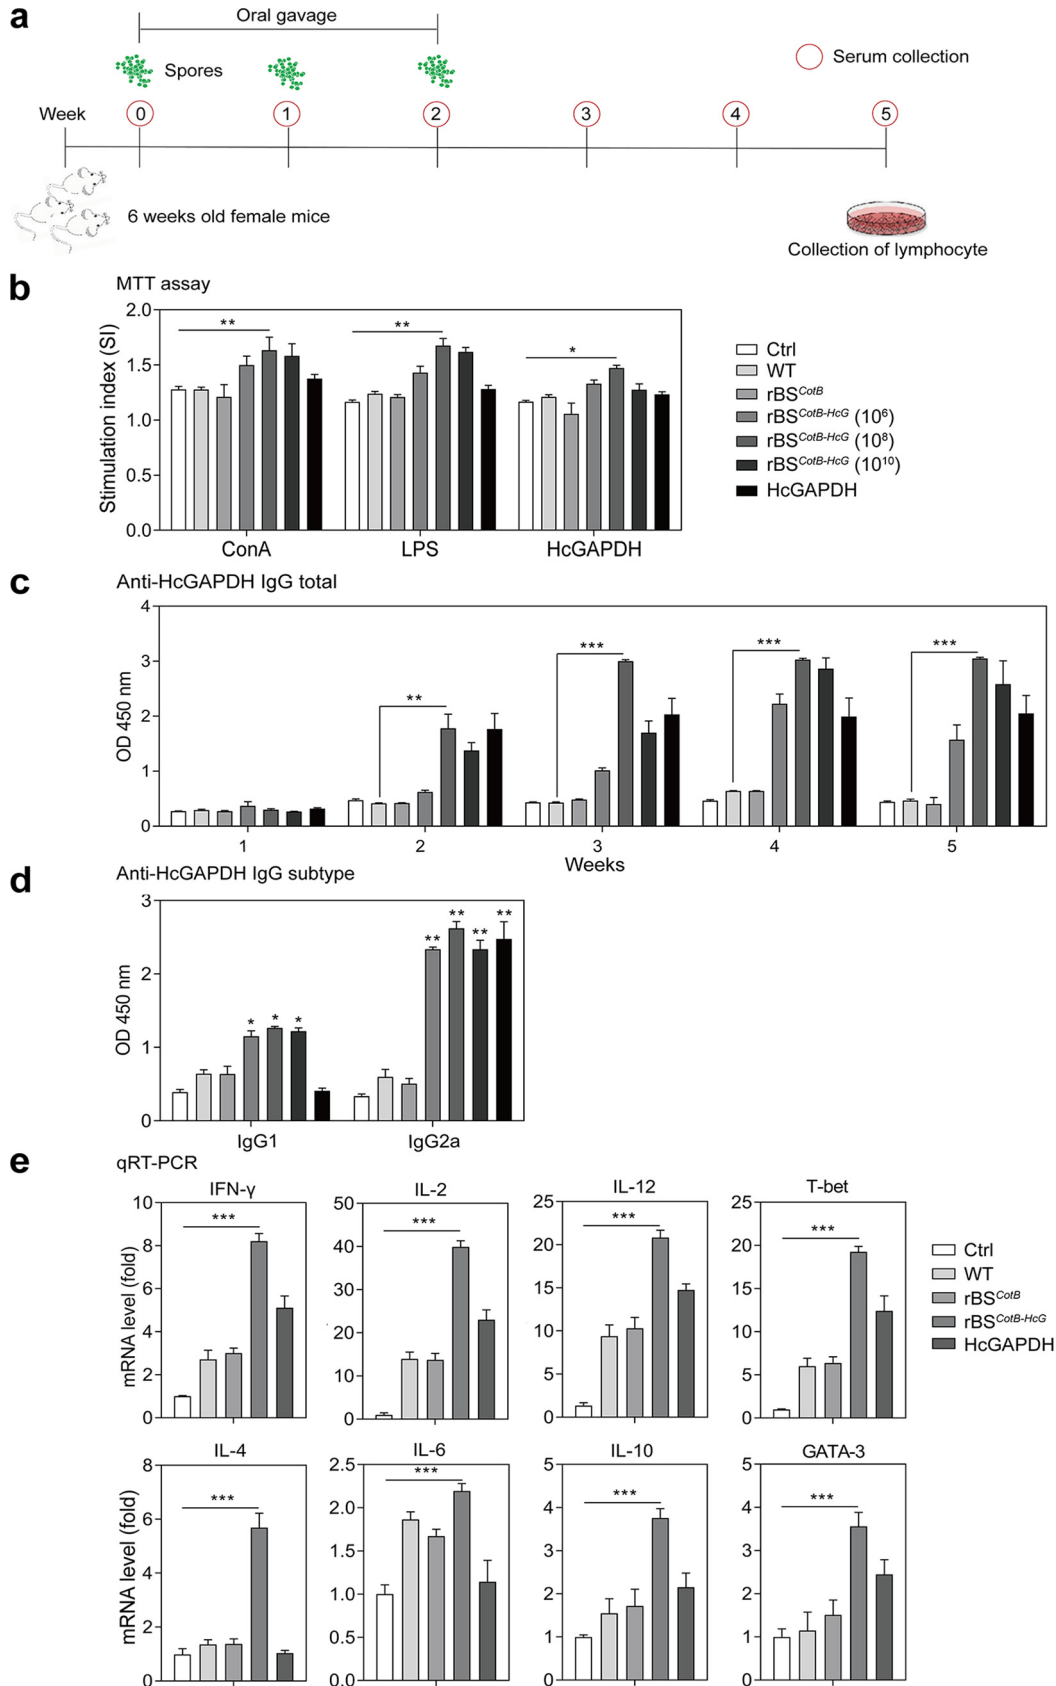 a
Oral gavage
Spores
Serum collection
Week
0 1 2 3 4 5
6 weeks old female mice
Collection of lymphocyte
b
MTT assay
Stimulation index (SI)
2.0
1.5
1.0
0.5
0.0
** ** *
ConA LPS HcGAPDH
Ctrl
WT
rBS^CotB
rBS^CotB-HcG (10^6)
rBS^CotB-HcG (10^8)
rBS^CotB-HcG (10^10)
HcGAPDH
c
Anti-HcGAPDH IgG total
OD 450 nm
4
3
2
1
0
** *** *** ***
1 2 3 4 5
Weeks
d
Anti-HcGAPDH IgG subtype
OD 450 nm
3
2
1
0
* * * ** ** ** **
IgG1 IgG2a
e
qRT-PCR
mRNA level (fold)
IFN-γ
10
8
6
4
2
0
***
IL-2
50
40
30
20
10
0
***
IL-12
25
20
15
10
5
0
***
T-bet
25
20
15
10
5
0
***
Ctrl
WT
rBS^CotB
rBS^CotB-HcG
HcGAPDH
mRNA level (fold)
IL-4
8
6
4
2
0
***
IL-6
2.5
2.0
1.5
1.0
0.5
0.0
***
IL-10
5
4
3
2
1
0
***
GATA-3
5
4
3
2
1
0
***